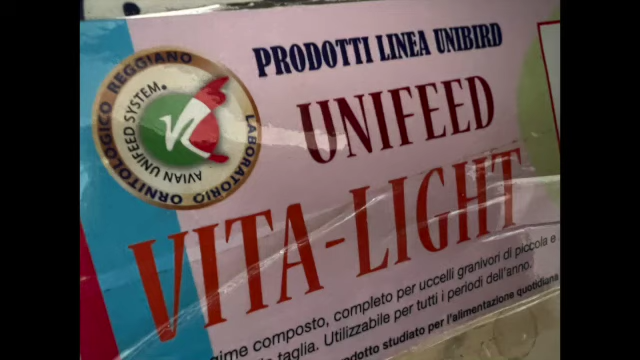 PRODOTTI LINEA UNIBIRD
LABORATORIO ORNITOLOGICO REGGIANO
AVIAN UNIFEED SYSTEM®
UNIFEED
VITA-LIGHT
composto, completo per uccelli granivori di piccola e
taglia. Utilizzabile per tutti i periodi dell'anno.
studiato per l'alimentazione quotidiana